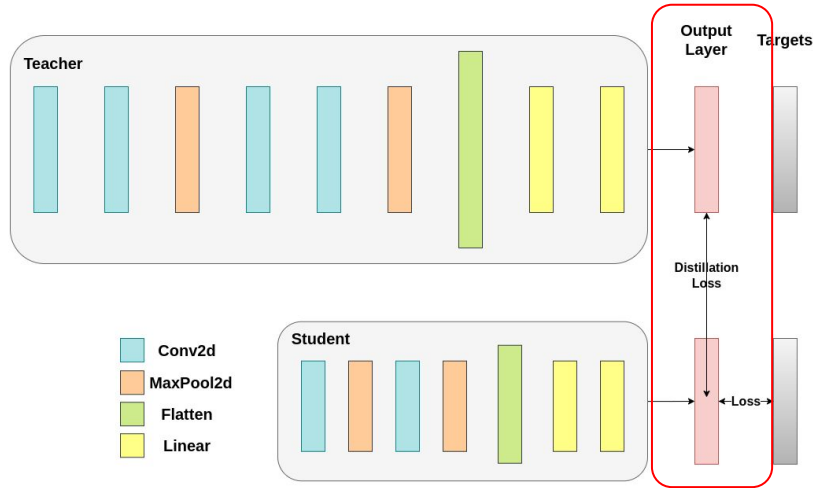 Teacher
Output
Layer
Targets
Distillation
Loss
Student
Conv2d
MaxPool2d
Flatten
Linear
Loss